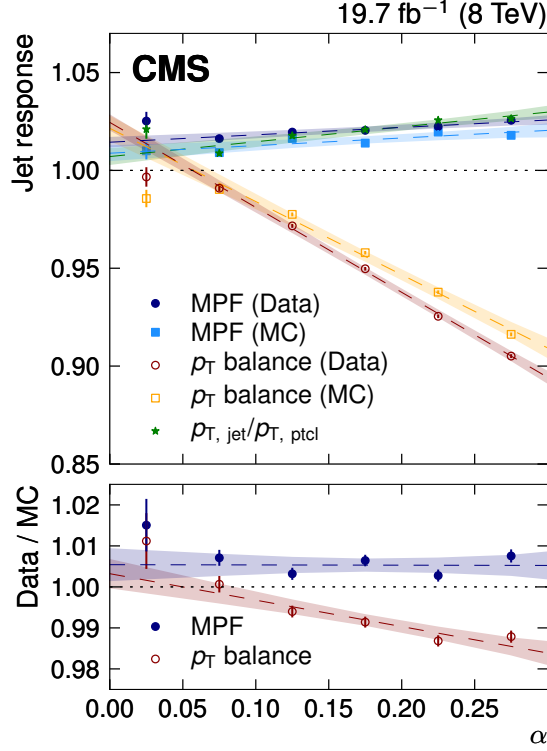 19.7 fb⁻¹ (8 TeV)
CMS
Jet response
1.05
1.00
0.95
0.90
0.85
MPF (Data)
MPF (MC)
pT balance (Data)
pT balance (MC)
pT, jet/pT, ptcl
Data / MC
1.02
1.01
1.00
0.99
0.98
MPF
pT balance
0.00 0.05 0.10 0.15 0.20 0.25
α